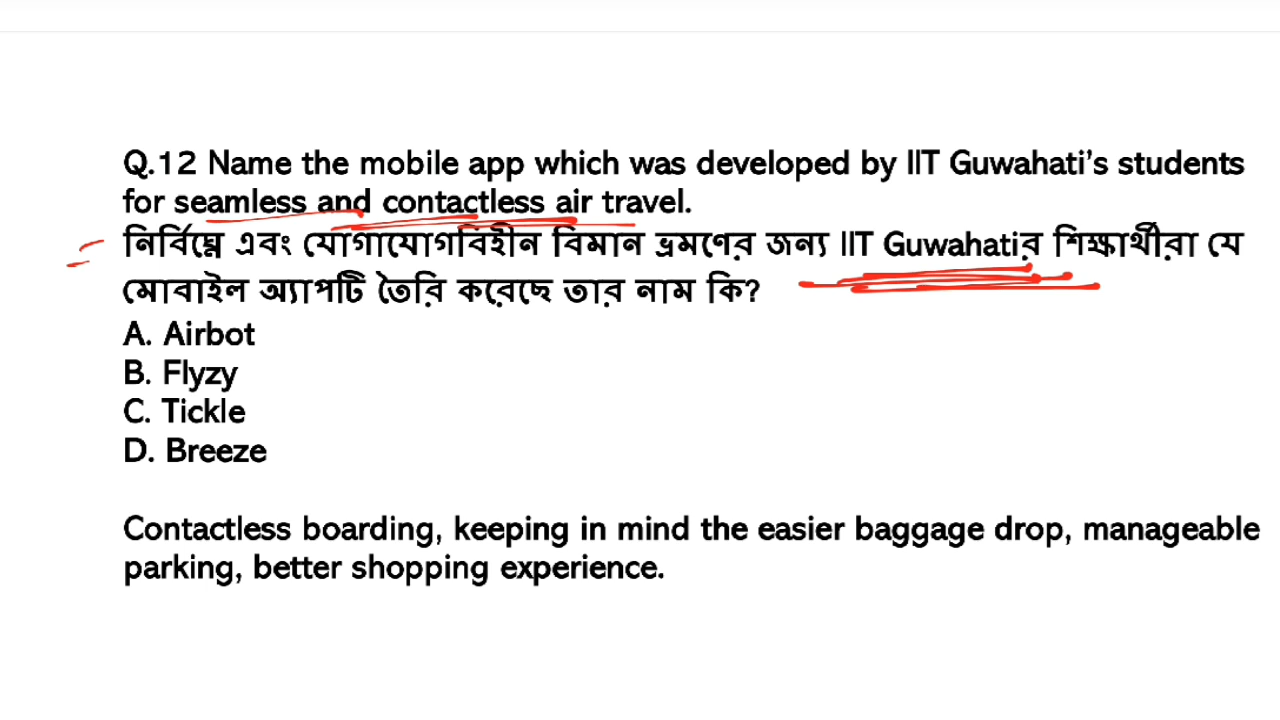 Q.12 Name the mobile app which was developed by IIT Guwahati's students
for seamless and contactless air travel.
নির্বিঘ্নে এবং যোগাযোগবিহীন বিমান ভ্রমণের জন্য IIT Guwahatiর শিক্ষার্থীরা যে
মোবাইল অ্যাপটি তৈরি করেছে তার নাম কি?
A. Airbot
B. Flyzy
C. Tickle
D. Breeze
Contactless boarding, keeping in mind the easier baggage drop, manageable
parking, better shopping experience.